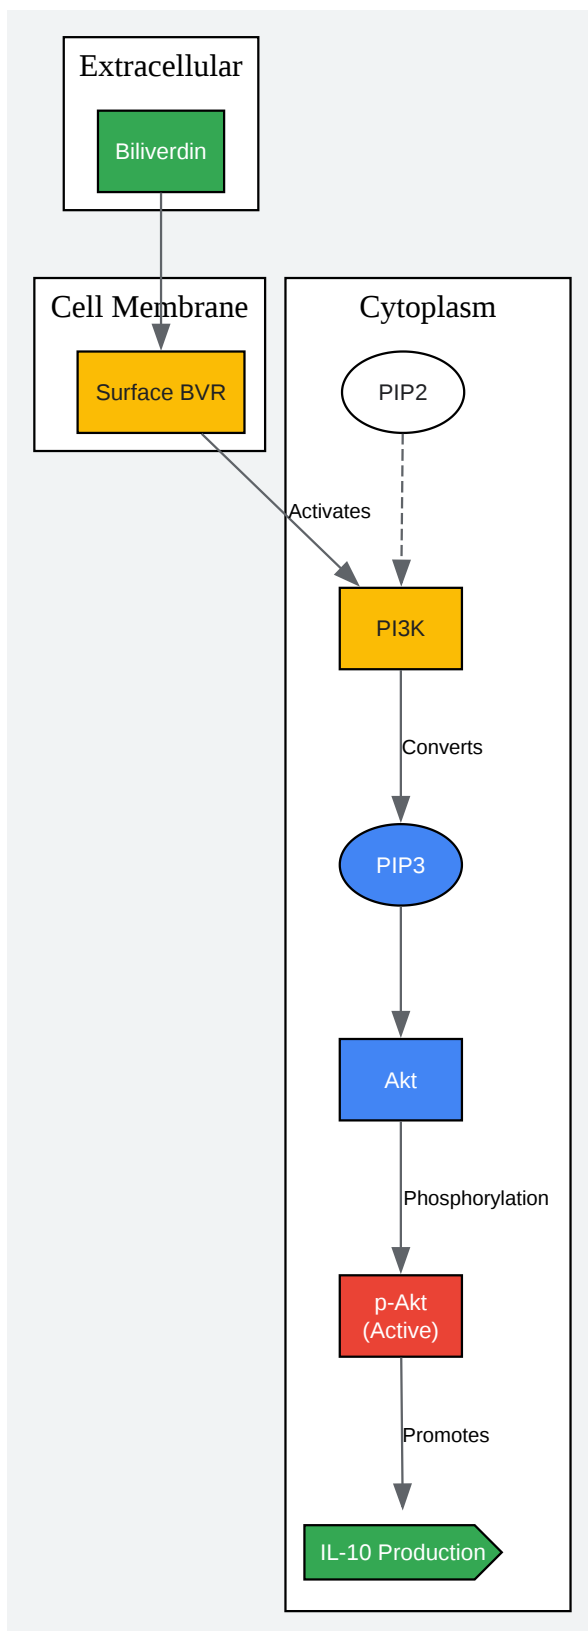 Extracellular
Biliverdin
Cell Membrane
Surface BVR
Cytoplasm
PIP2
Activates
PI3K
Converts
PIP3
Akt
Phosphorylation
p-Akt
(Active)
Promotes
IL-10 Production